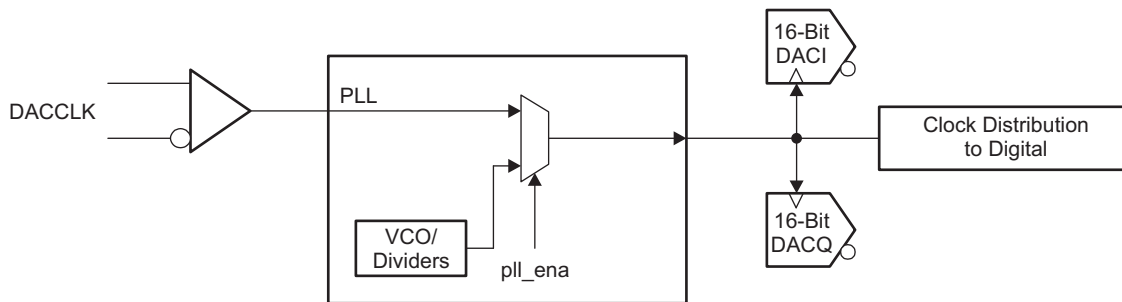 16-Bit
DACI
DACCLK
PLL
Clock Distribution
to Digital
VCO/
Dividers
pll_ena
16-Bit
DACQ